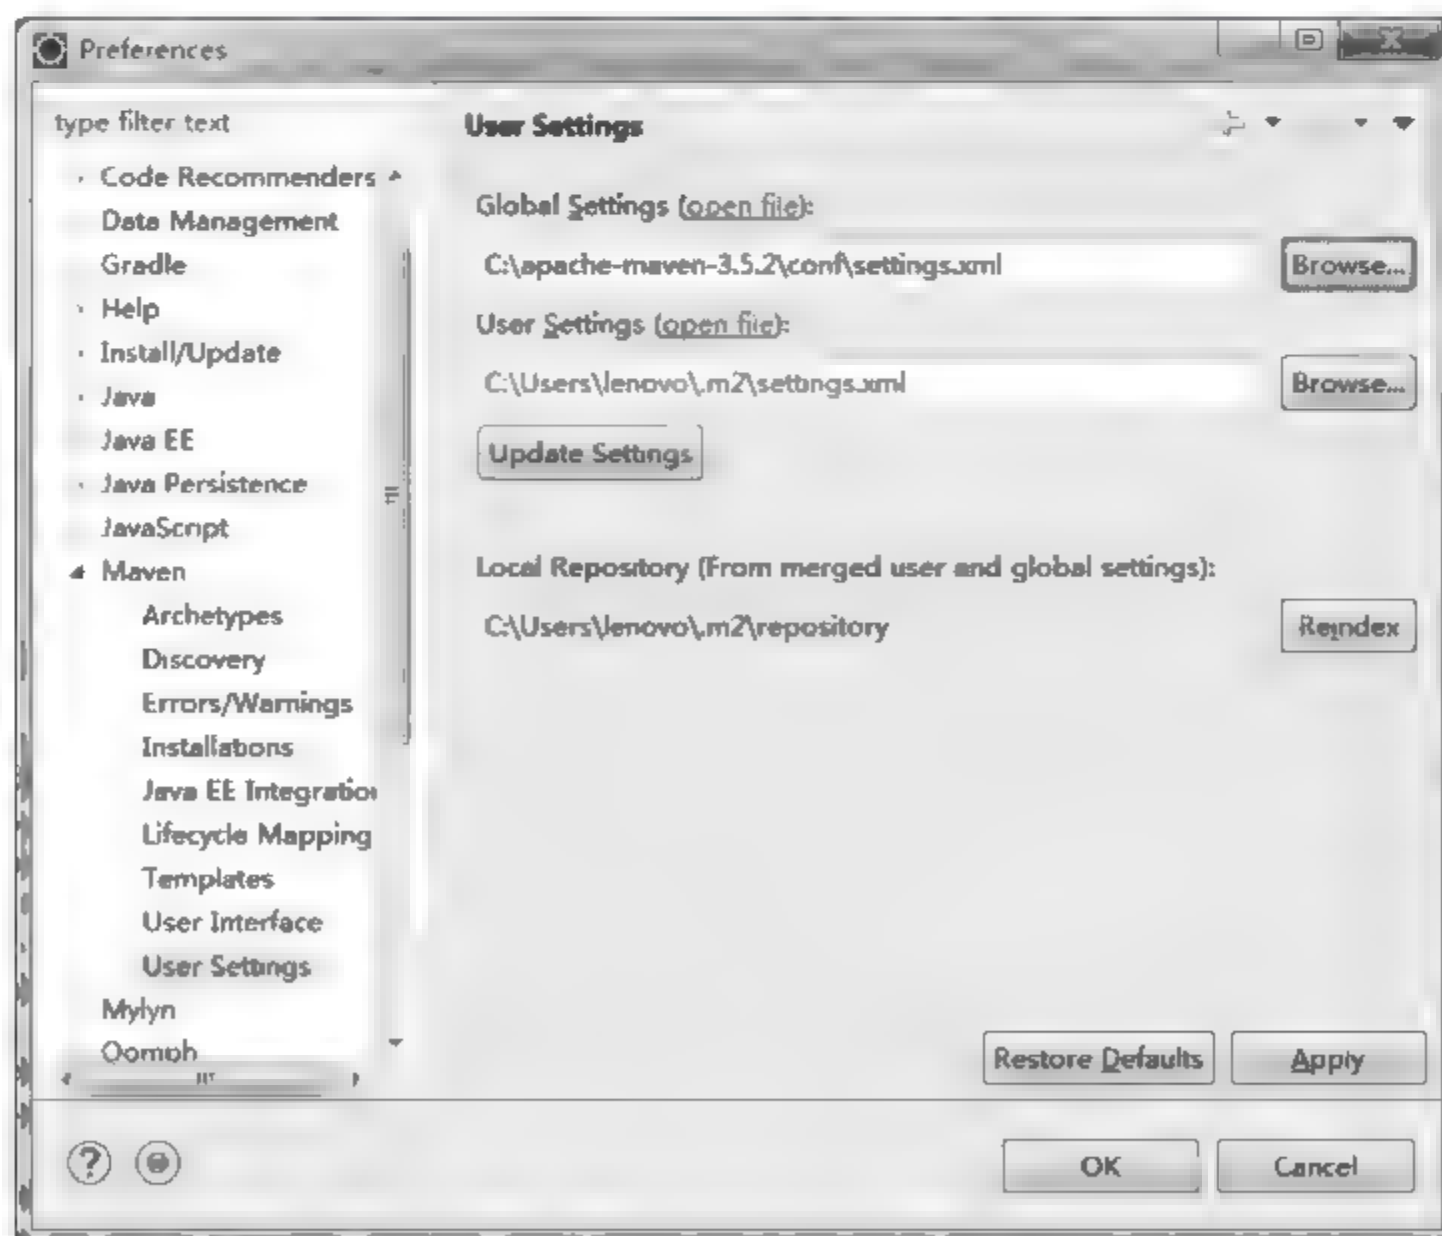 Preferences
type filter text
Code Recommenders
Data Management
Gradle
Help
Install/Update
Java
Java EE
Java Persistence
JavaScript
Maven
Archetypes
Discovery
Errors/Warnings
Installations
Java EE Integration
Lifecycle Mapping
Templates
User Interface
User Settings
Mylyn
Oomph
User Settings
Global Settings (open file):
C:\apache-maven-3.5.2\conf\settings.xml
Browse...
User Settings (open file):
C:\Users\lenovo\.m2\settings.xml
Browse...
Update Settings
Local Repository (From merged user and global settings):
C:\Users\lenovo\.m2\repository
Reindex
Restore Defaults
Apply
OK
Cancel